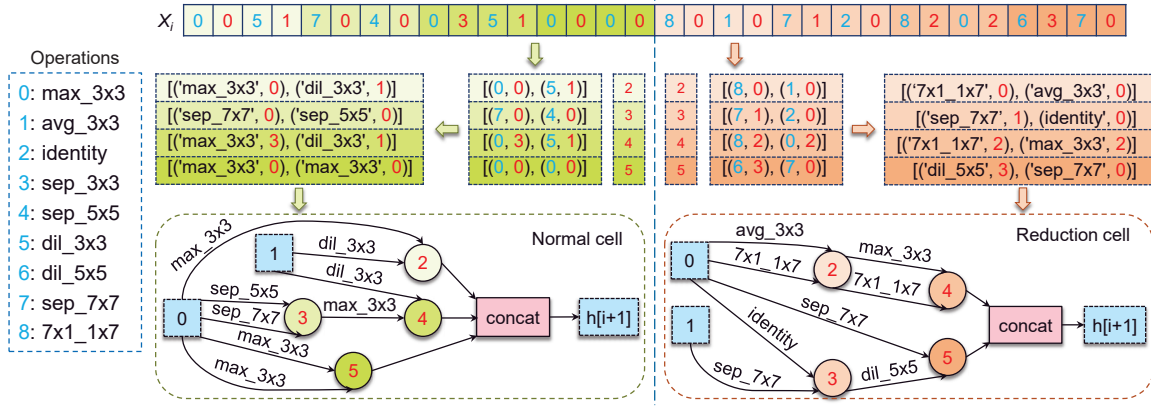 Xi 0 0 5 1 7 0 4 0 0 3 5 1 0 0 0 0 8 0 1 0 7 1 2 0 8 2 0 2 6 3 7 0
Operations
0: max_3x3
1: avg_3x3
2: identity
3: sep_3x3
4: sep_5x5
5: dil_3x3
6: dil_5x5
7: sep_7x7
8: 7x1_1x7
[('max_3x3', 0), ('dil_3x3', 1)]
[('sep_7x7', 0), ('sep_5x5', 0)]
[('max_3x3', 3), ('dil_3x3', 1)]
[('max_3x3', 0), ('max_3x3', 0)]
[(0, 0), (5, 1)]
[(7, 0), (4, 0)]
[(0, 3), (5, 1)]
[(0, 0), (0, 0)]
2
3
4
5
2
3
4
5
[(8, 0), (1, 0)]
[(7, 1), (2, 0)]
[(8, 2), (0, 2)]
[(6, 3), (7, 0)]
[('7x1_1x7', 0), ('avg_3x3', 0)]
[('sep_7x7', 1), (identity', 0)]
[('7x1_1x7', 2), ('max_3x3', 2)]
[('dil_5x5', 3), ('sep_7x7', 0)]
Normal cell
max_3x3
1
dil_3x3
2
dil_3x3
0
sep_5x5
sep_7x7
3
max_3x3
4
concat
h[i+1]
max_3x3
max_3x3
5
Reduction cell
avg_3x3
0
7x1_1x7
2
max_3x3
7x1_1x7
4
sep_7x7
identity
1
concat
h[i+1]
5
sep_7x7
3
dil_5x5